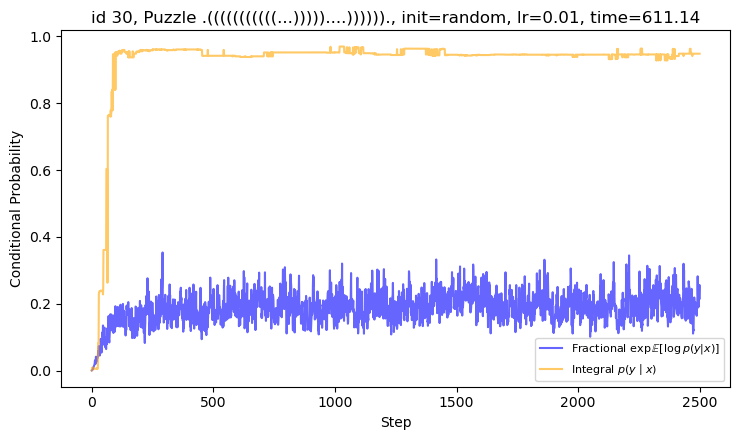 id 30, Puzzle .(((((((((((...)))))....))))))., init=random, lr=0.01, time=611.14
1.0
0.8
0.6
0.4
0.2
0.0
Conditional Probability
0
500
1000
1500
2000
2500
Step
Fractional exp𝔼[log p(y|x)]
Integral p(y | x)